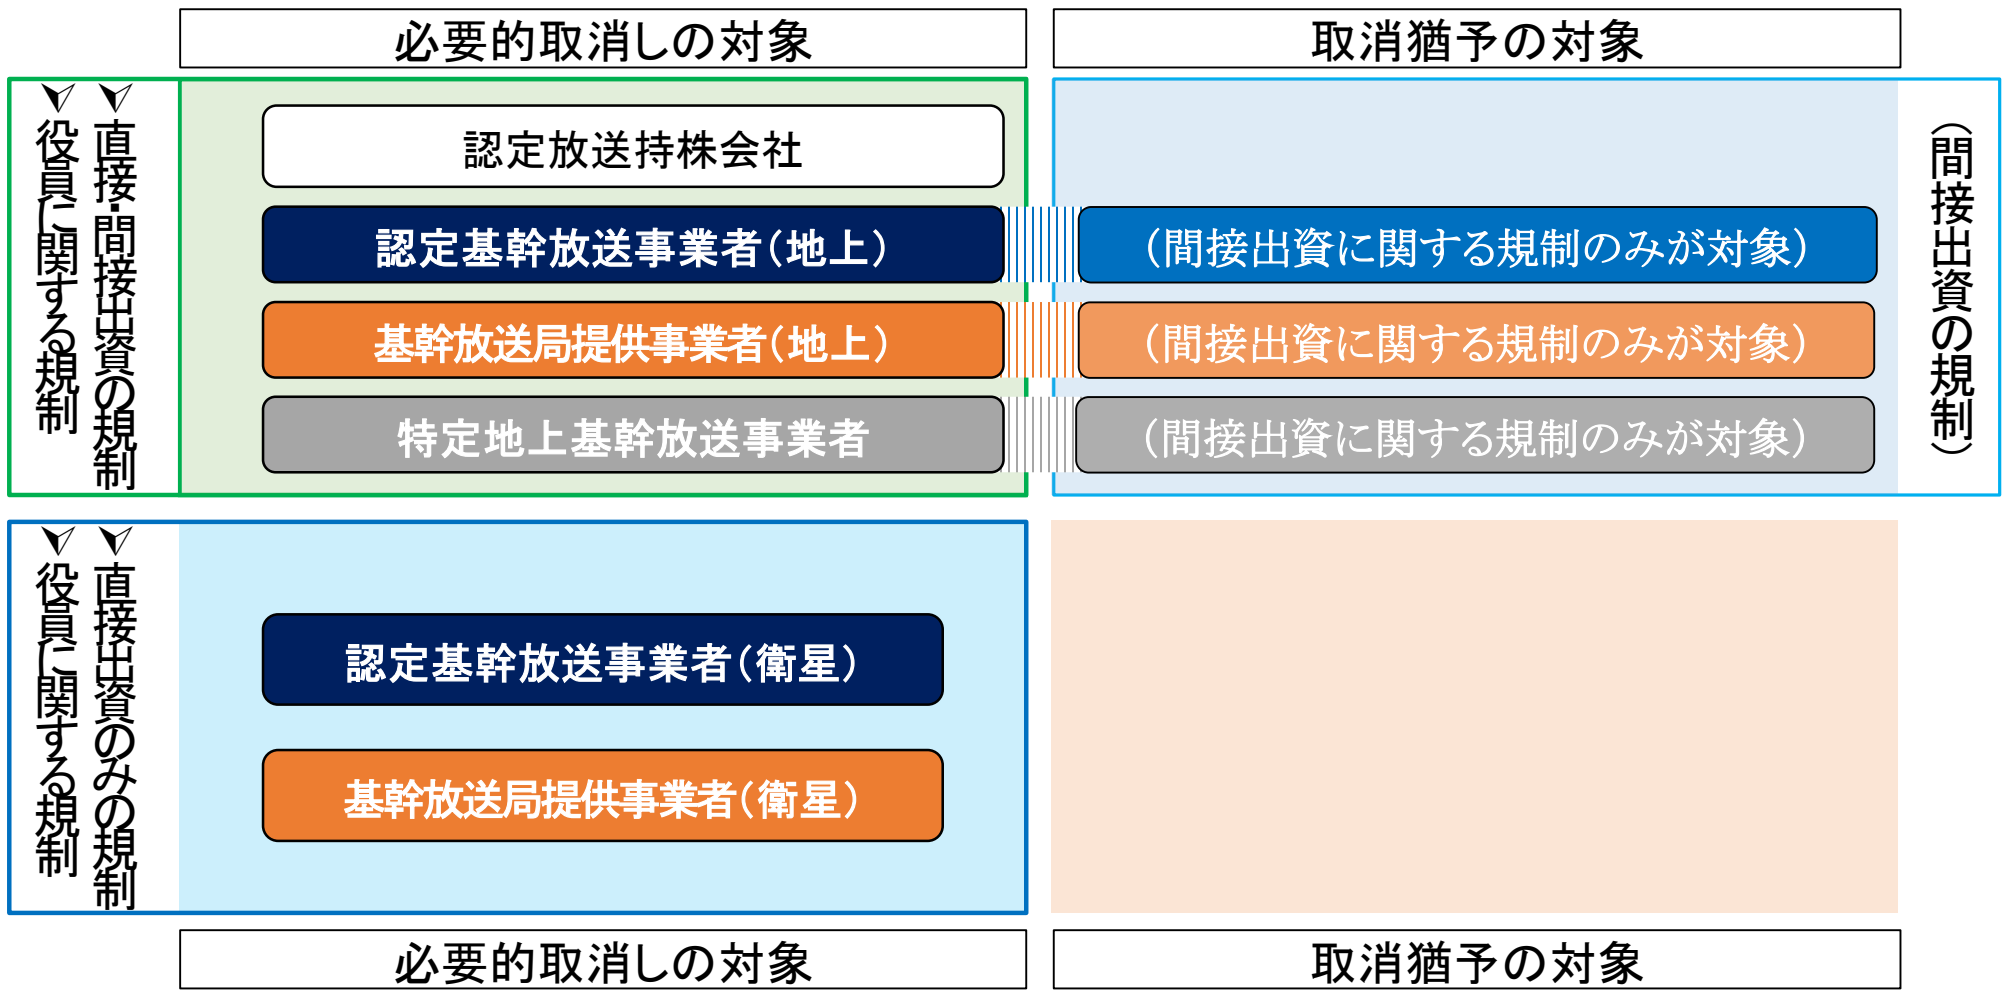 必要的取消しの対象
取消猶予の対象
➢直接・間接出資の規制
➢役員に関する規制
認定放送持株会社
認定基幹放送事業者（地上）
（間接出資に関する規制のみが対象）
基幹放送局提供事業者（地上）
（間接出資に関する規制のみが対象）
特定地上基幹放送事業者
（間接出資に関する規制のみが対象）
（間接出資の規制）
➢直接出資のみの規制
➢役員に関する規制
認定基幹放送事業者（衛星）
基幹放送局提供事業者（衛星）
必要的取消しの対象
取消猶予の対象